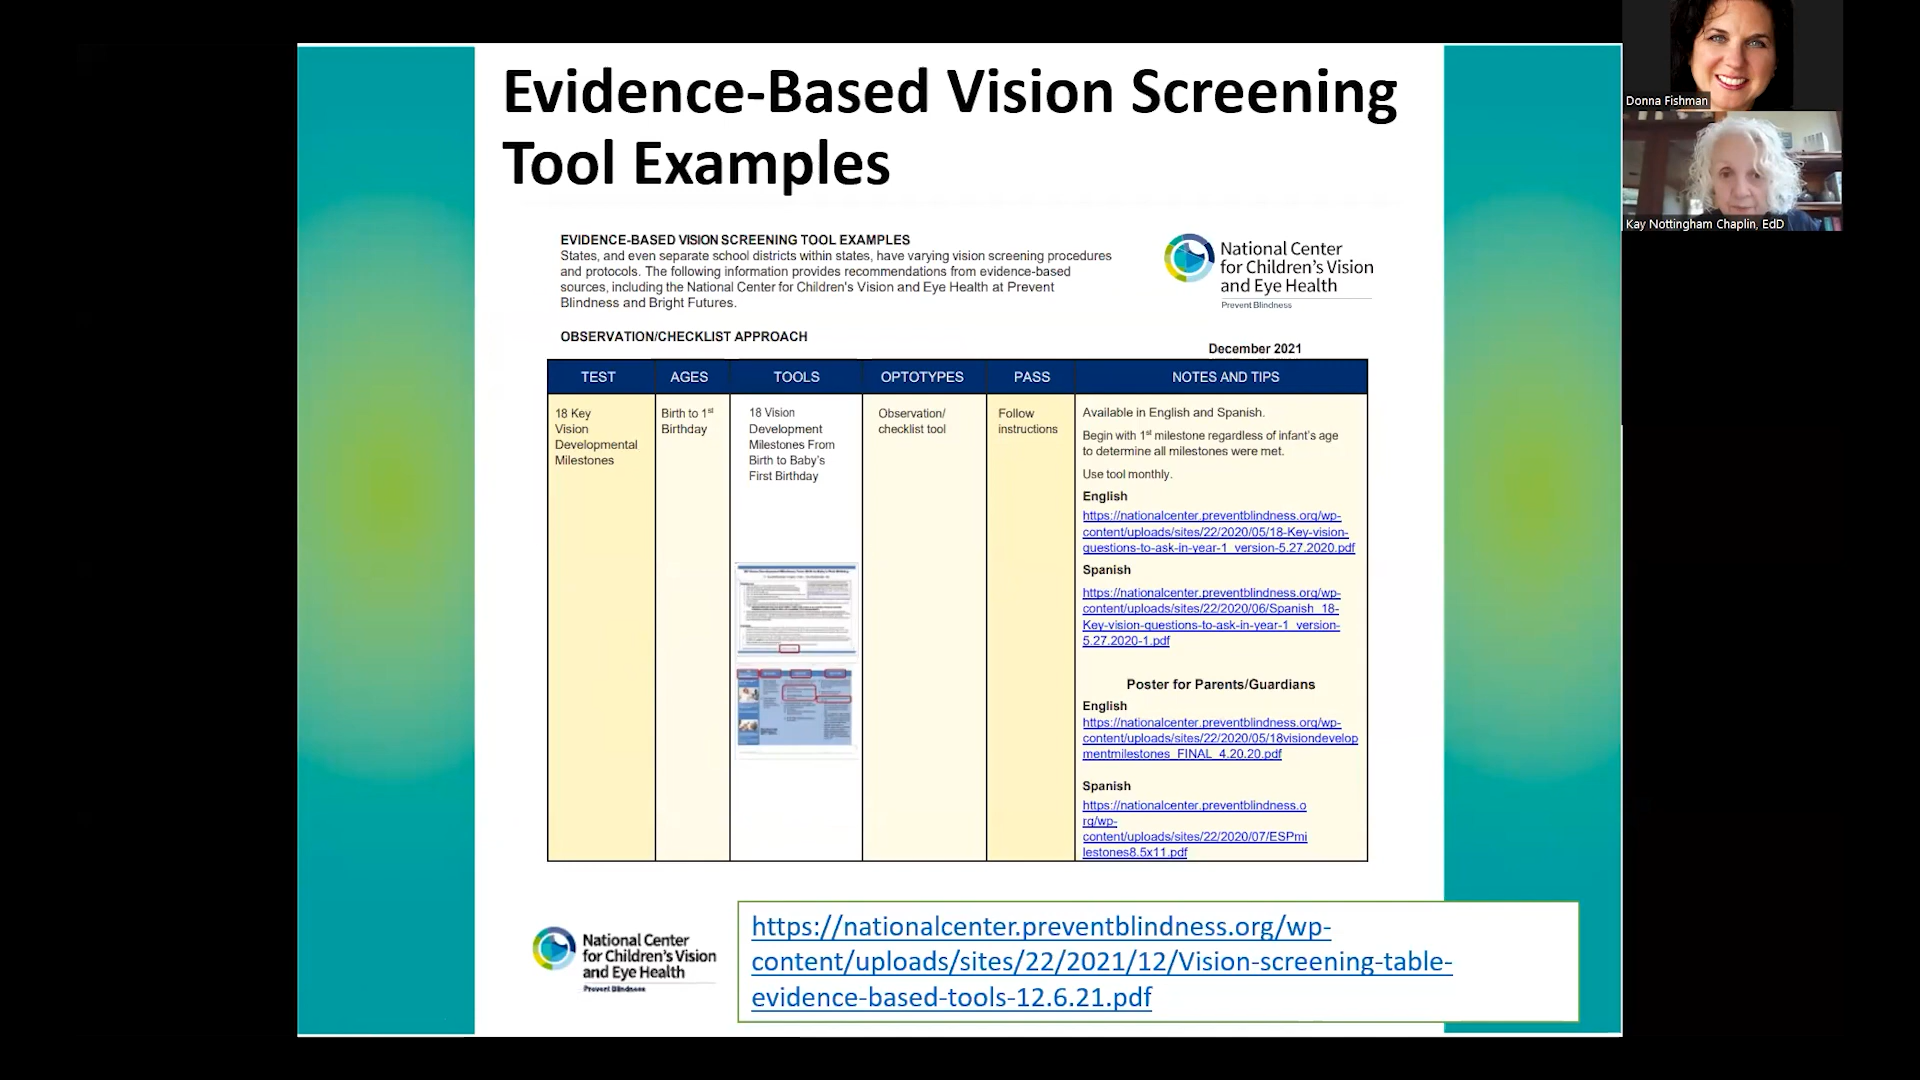 Evidence-Based Vision Screening
Tool Examples
EVIDENCE-BASED VISION SCREENING TOOL EXAMPLES
States, and even separate school districts within states, have varying vision screening procedures
and protocols. The following information provides recommendations from evidence-based
sources, including the National Center for Children's Vision and Eye Health at Prevent
Blindness and Bright Futures.
National Center
for Children's Vision
and Eye Health
Prevent Blindness
OBSERVATION/CHECKLIST APPROACH
December 2021
TEST AGES TOOLS OPTOTYPES PASS NOTES AND TIPS
18 Key
Vision
Developmental
Milestones
Birth to 1st
Birthday
18 Vision
Development
Milestones From
Birth to Baby's
First Birthday
Observation/
checklist tool
Follow
instructions
Available in English and Spanish.
Begin with 1st milestone regardless of infant's age
to determine all milestones were met.
Use tool monthly.
English
https://nationalcenter.preventblindness.org/wp-
content/uploads/sites/22/2020/05/18-Key-vision-
questions-to-ask-in-year-1_version-5.27.2020.pdf
Spanish
https://nationalcenter.preventblindness.org/wp-
content/uploads/sites/22/2020/06/Spanish_18-
Key-vision-questions-to-ask-in-year-1_version-
5.27.2020-1.pdf
Poster for Parents/Guardians
English
https://nationalcenter.preventblindness.org/wp-
content/uploads/sites/22/2020/05/18visiondevelop
mentmilestones_FINAL_4.20.20.pdf
Spanish
https://nationalcenter.preventblindness.o
rg/wp-
content/uploads/sites/22/2020/07/ESPmi
lestones8.5x11.pdf
National Center
for Children's Vision
and Eye Health
Prevent Blindness
https://nationalcenter.preventblindness.org/wp-
content/uploads/sites/22/2021/12/Vision-screening-table-
evidence-based-tools-12.6.21.pdf
Donna Fishman
Kay Nottingham Chaplin, EdD